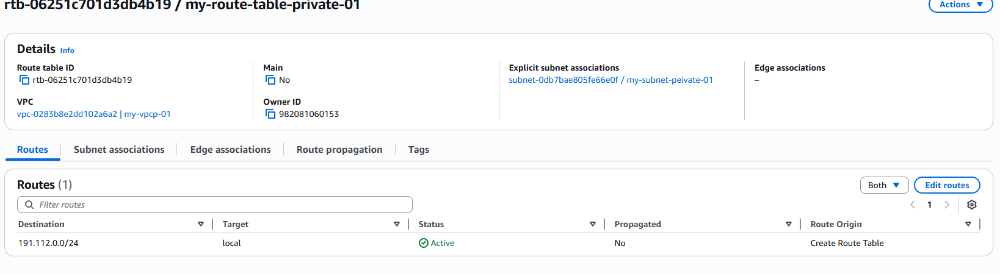 rtb-06251c701d3db4b19 / my-route-table-private-01
Actions
Details Info
Route table ID
rtb-06251c701d3db4b19
Main
No
Explicit subnet associations
subnet-0db7bae805fe66e0f / my-subnet-peivate-01
Edge associations
–
VPC
vpc-0283b8e2dd102a6a2 | my-vpcp-01
Owner ID
982081060153
Routes Subnet associations Edge associations Route propagation Tags
Routes (1)
Both Edit routes
Filter routes
1
Destination Target Status Propagated Route Origin
191.112.0.0/24 local Active No Create Route Table